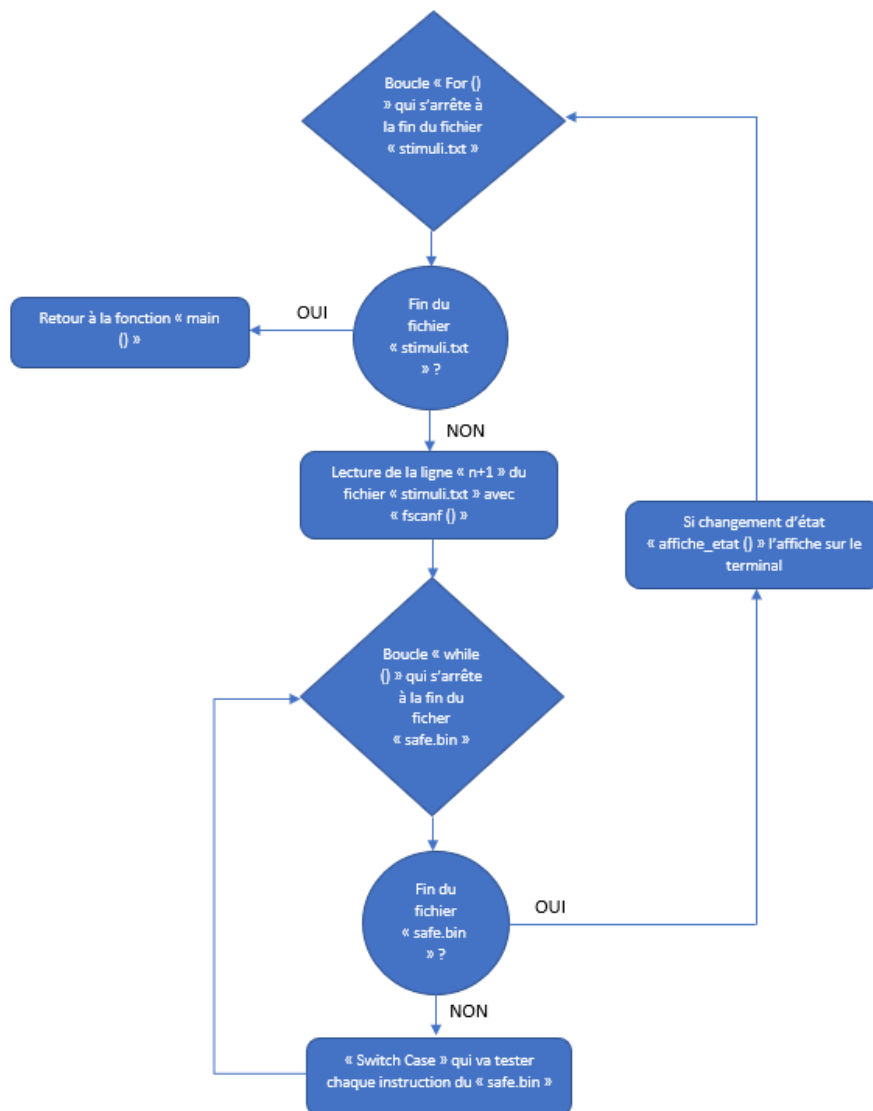 Boucle « For ()
» qui s’arrête à
la fin du fichier
« stimuli.txt »
Fin du
fichier
« stimuli.txt
» ?
OUI
Retour à la fonction « main
() »
NON
Lecture de la ligne « n+1 » du
fichier « stimuli.txt » avec
« fscanf () »
Si changement d’état
« affiche_etat () » l’affiche sur le
terminal
Boucle « while
() » qui s’arrête
à la fin du
ficher
« safe.bin »
Fin du
fichier
« safe.bin
» ?
OUI
NON
« Switch Case » qui va tester
chaque instruction du « safe.bin »